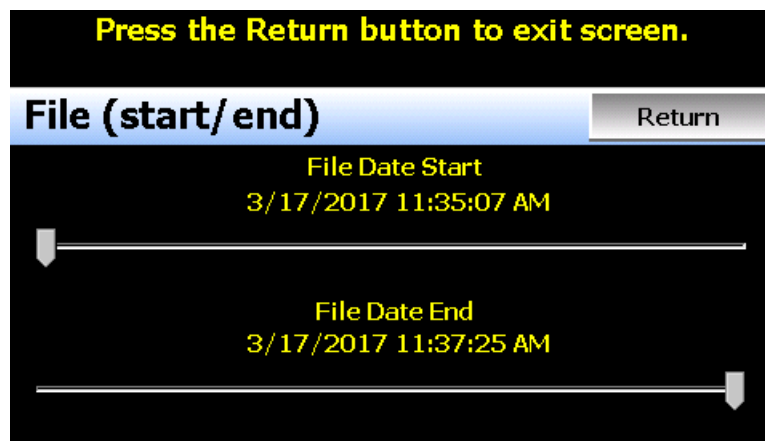 Press the Return button to exit screen.
File (start/end)
Return
File Date Start
3/17/2017 11:35:07 AM
File Date End
3/17/2017 11:37:25 AM